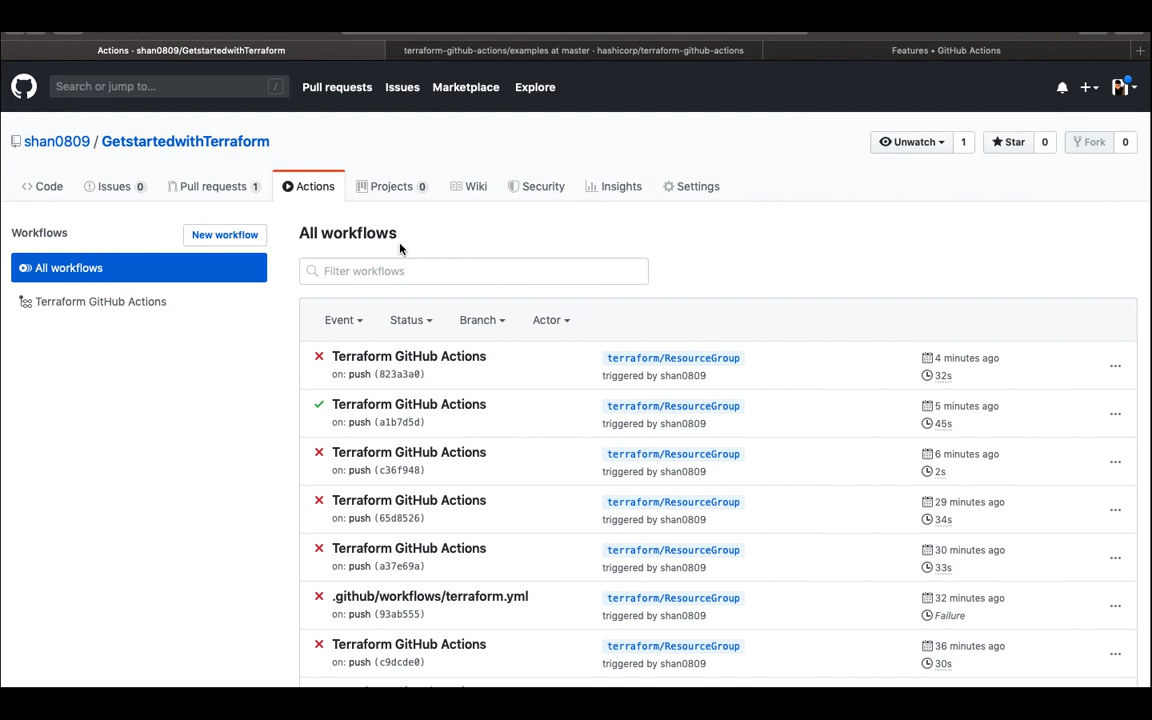 Actions · shan0809/GetstartedwithTerraform
terraform-github-actions/examples at master · hashicorp/terraform-github-actions
Features • GitHub Actions
+
Search or jump to...
/
Pull requests
Issues
Marketplace
Explore
+
shan0809 / GetstartedwithTerraform
Unwatch 1
Star 0
Fork 0
Code
Issues 0
Pull requests 1
Actions
Projects 0
Wiki
Security
Insights
Settings
Workflows
New workflow
All workflows
Terraform GitHub Actions
All workflows
Filter workflows
Event
Status
Branch
Actor
Terraform GitHub Actions
on: push (823a3a0)
terraform/ResourceGroup
triggered by shan0809
4 minutes ago
32s
...
Terraform GitHub Actions
on: push (a1b7d5d)
terraform/ResourceGroup
triggered by shan0809
5 minutes ago
45s
...
Terraform GitHub Actions
on: push (c36f948)
terraform/ResourceGroup
triggered by shan0809
6 minutes ago
2s
...
Terraform GitHub Actions
on: push (65d8526)
terraform/ResourceGroup
triggered by shan0809
29 minutes ago
34s
...
Terraform GitHub Actions
on: push (a37e69a)
terraform/ResourceGroup
triggered by shan0809
30 minutes ago
33s
...
.github/workflows/terraform.yml
on: push (93ab555)
terraform/ResourceGroup
triggered by shan0809
32 minutes ago
Failure
...
Terraform GitHub Actions
on: push (c9dcde0)
terraform/ResourceGroup
triggered by shan0809
36 minutes ago
30s
...